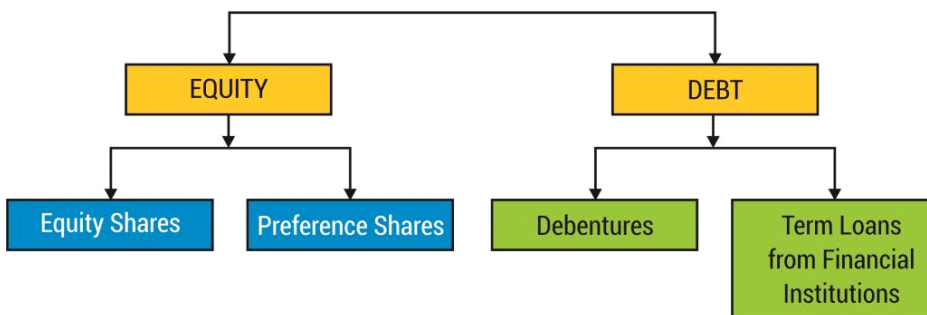 EQUITY
DEBT
Equity Shares
Preference Shares
Debentures
Term Loans
from Financial
Institutions